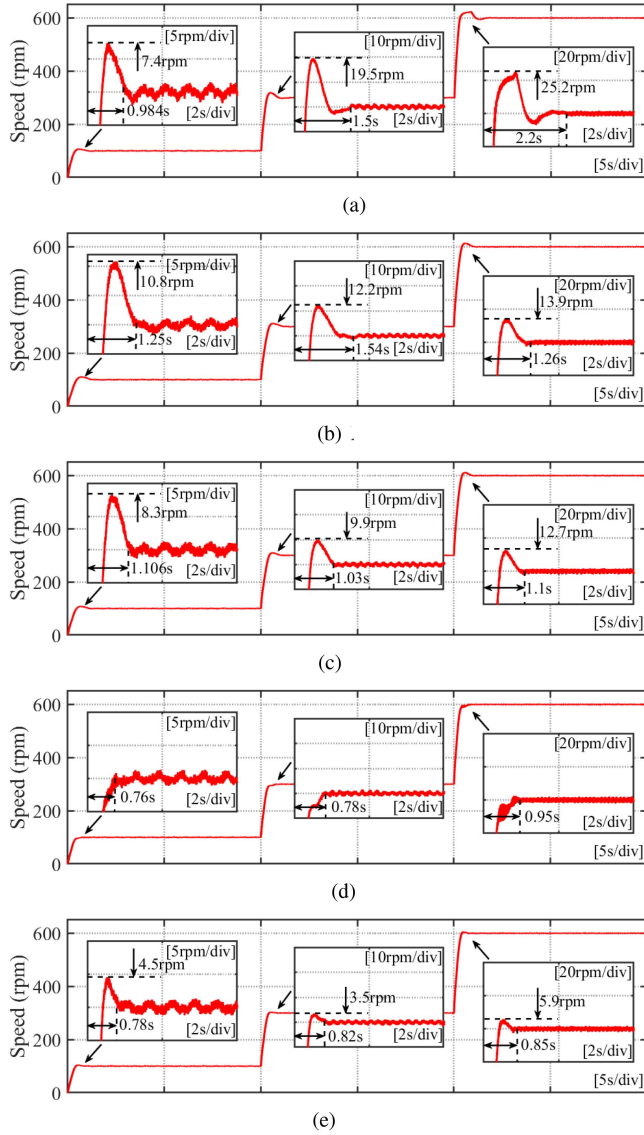 Speed (rpm)
600
400
200
0
[5rpm/div]
7.4rpm
0.984s
[2s/div]
[10rpm/div]
19.5rpm
1.5s
[2s/div]
[20rpm/div]
25.2rpm
2.2s
[2s/div]
[5s/div]
(a)
Speed (rpm)
600
400
200
0
[5rpm/div]
10.8rpm
1.25s
[2s/div]
[10rpm/div]
12.2rpm
1.54s
[2s/div]
[20rpm/div]
13.9rpm
1.26s
[2s/div]
[5s/div]
(b)
Speed (rpm)
600
400
200
0
[5rpm/div]
8.3rpm
1.106s
[2s/div]
[10rpm/div]
9.9rpm
1.03s
[2s/div]
[20rpm/div]
12.7rpm
1.1s
[2s/div]
[5s/div]
(c)
Speed (rpm)
600
400
200
0
[5rpm/div]
0.76s
[2s/div]
[10rpm/div]
0.78s
[2s/div]
[20rpm/div]
0.95s
[2s/div]
[5s/div]
(d)
Speed (rpm)
600
400
200
0
[5rpm/div]
4.5rpm
0.78s
[2s/div]
[10rpm/div]
3.5rpm
0.82s
[2s/div]
[20rpm/div]
5.9rpm
0.85s
[2s/div]
[5s/div]
(e)